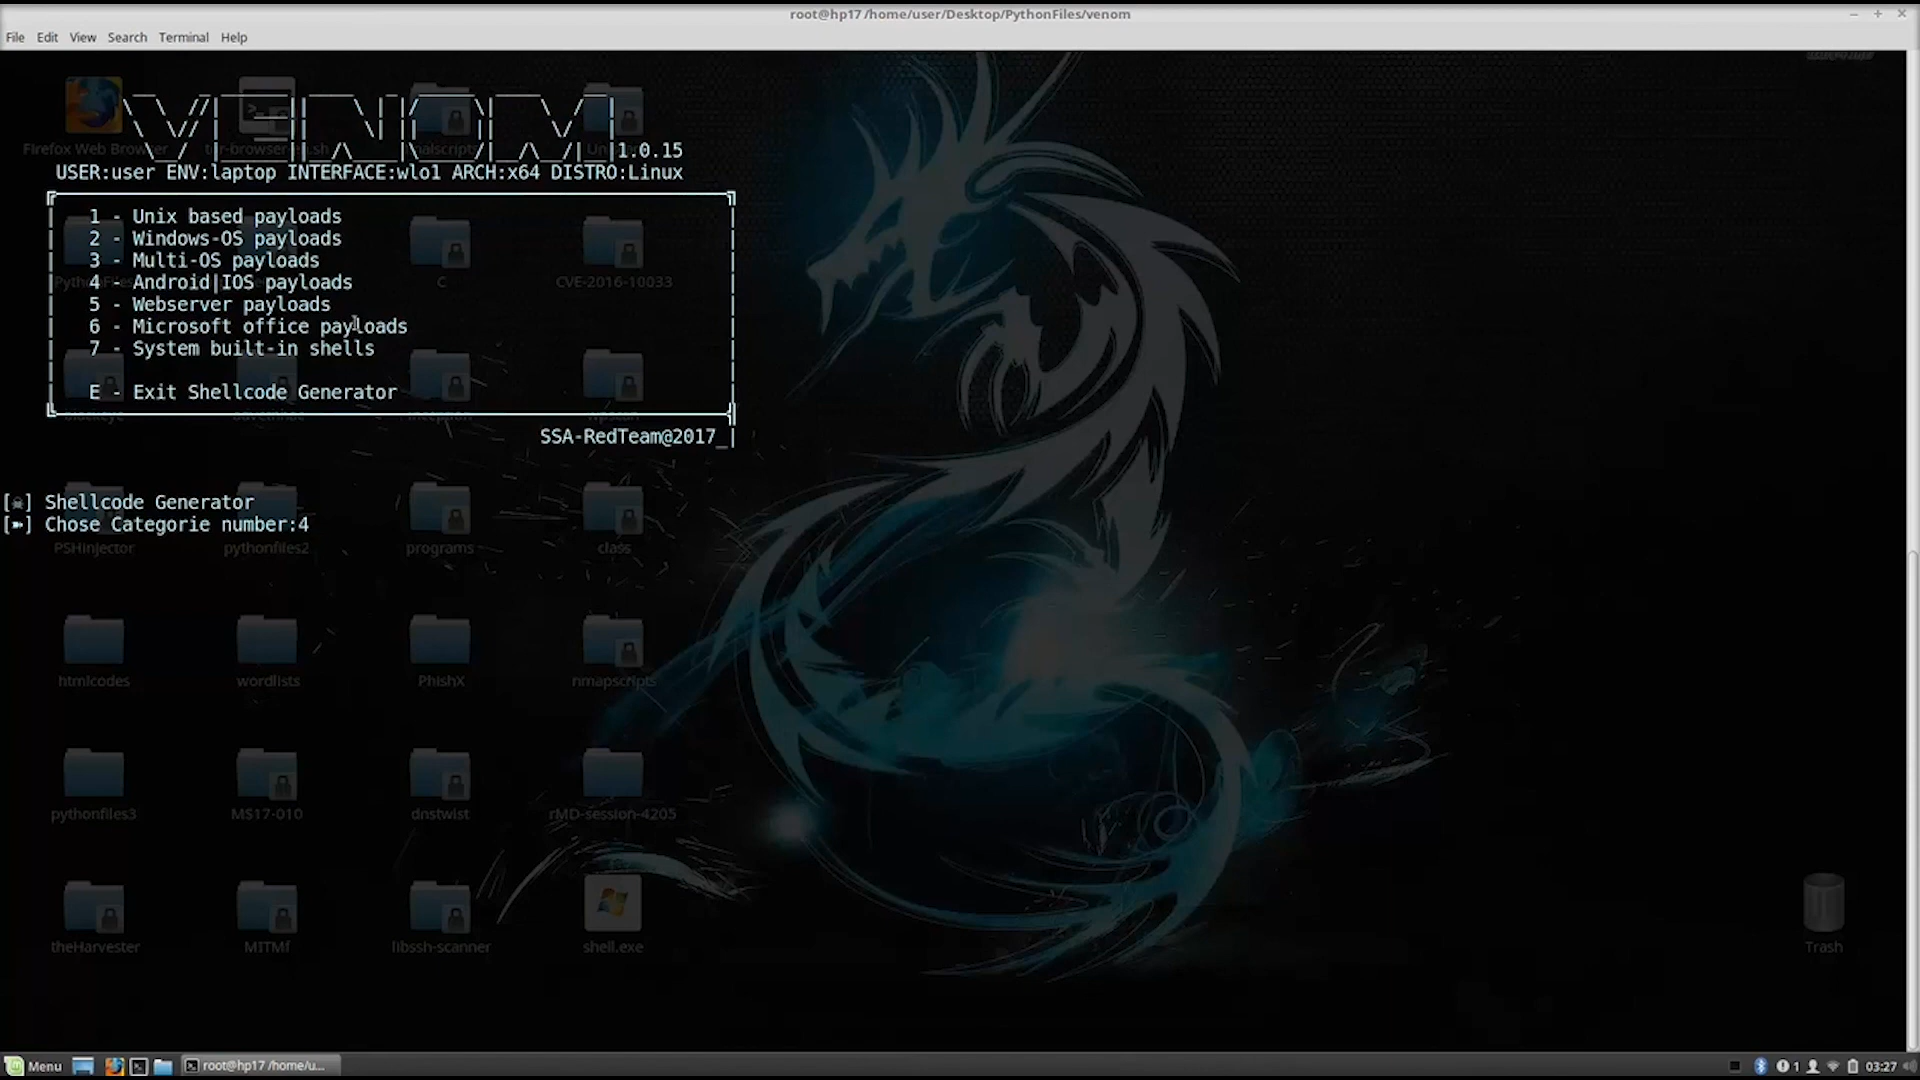 root@hp17 /home/user/Desktop/PythonFiles/venom
File Edit View Search Terminal Help
VENOM
1.0.15
USER:user ENV:laptop INTERFACE:wlo1 ARCH:x64 DISTRO:Linux
1 - Unix based payloads
2 - Windows-OS payloads
3 - Multi-OS payloads
4 - Android|IOS payloads
5 - Webserver payloads
6 - Microsoft office payloads
7 - System built-in shells
E - Exit Shellcode Generator
SSA-RedTeam@2017_|
[☠] Shellcode Generator
[➽] Chose Categorie number:4
Firefox Web Brow
C CVE-2016-10033
PSHInjector pythonfiles2 programs class
htmlcodes wordlists PhishX nmapscripts
pythonfiles3 MS17-010 dnstwist rMD-session-4205
theHarvester MITMf libssh-scanner shell.exe
Trash
Menu root@hp17 /home/u... 1 03:27